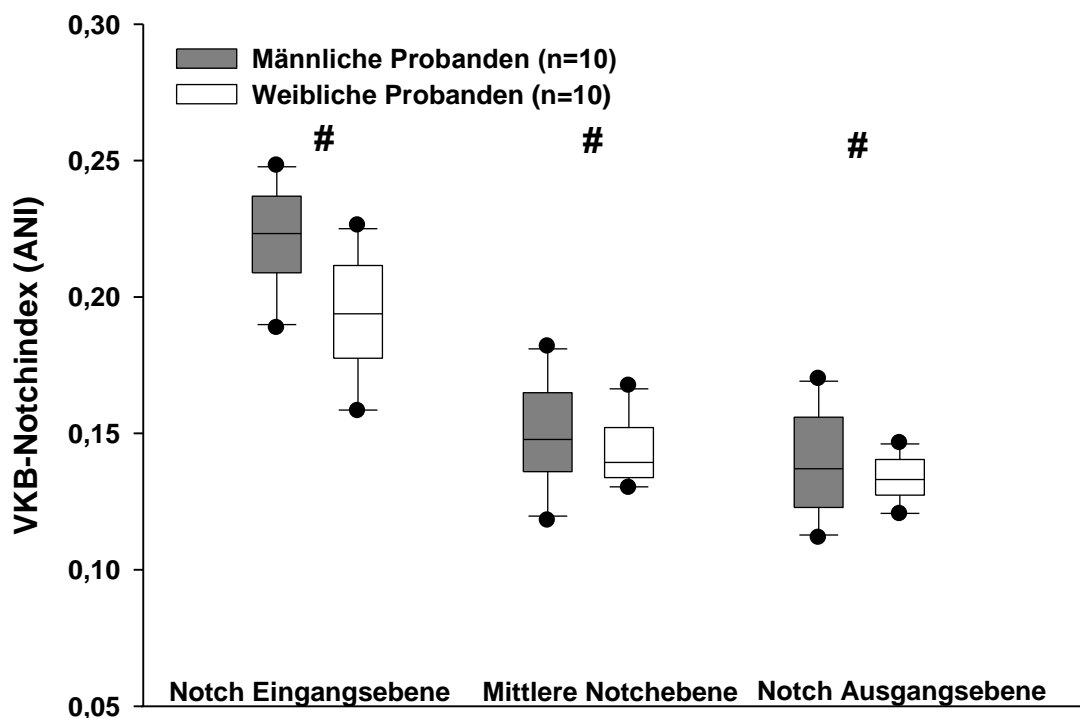 0,30
Männliche Probanden (n=10)
Weibliche Probanden (n=10)
# # #
0,25
0,20
0,15
0,10
0,05
VKB-Notchindex (ANI)
Notch Eingangsebene Mittlere Notchebene Notch Ausgangsebene